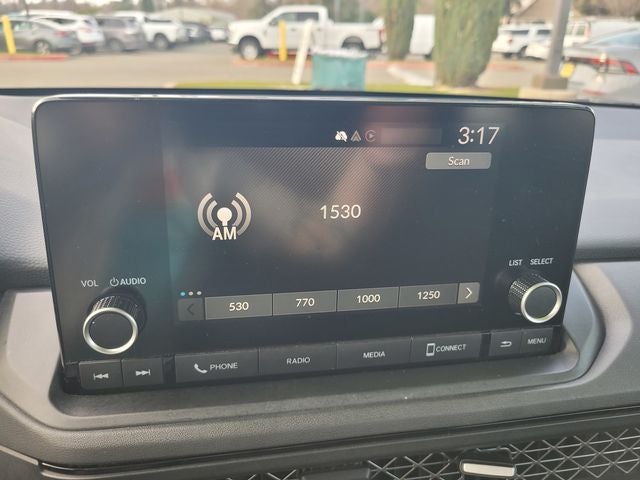 3:17
Scan
1530
AM
530 770 1000 1250
VOL AUDIO
LIST SELECT
PHONE RADIO MEDIA CONNECT MENU